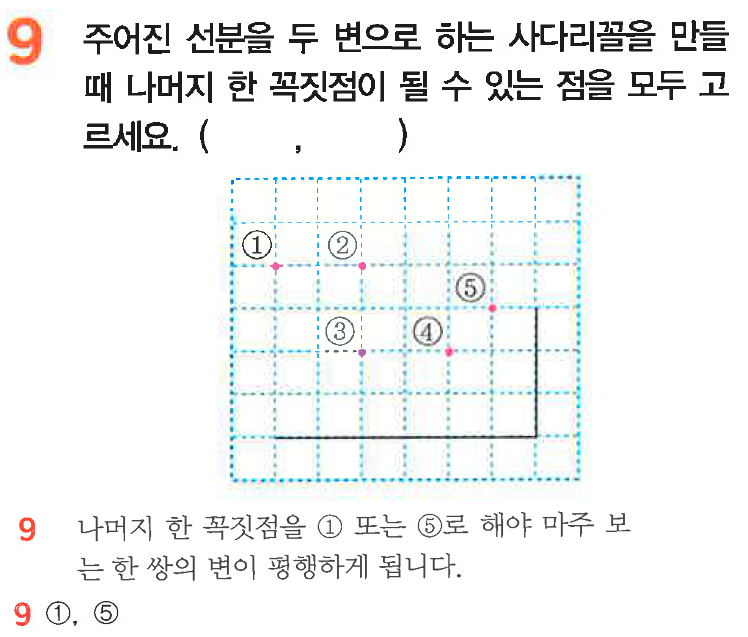 9 주어진 선분을 두 변으로 하는 사다리꼴을 만들
때 나머지 한 꼭짓점이 될 수 있는 점을 모두 고
르세요. ( , )
① ②
⑤
③ ④
9 나머지 한 꼭짓점을 ① 또는 ⑤로 해야 마주 보
는 한 쌍의 변이 평행하게 됩니다.
9 ①, ⑤